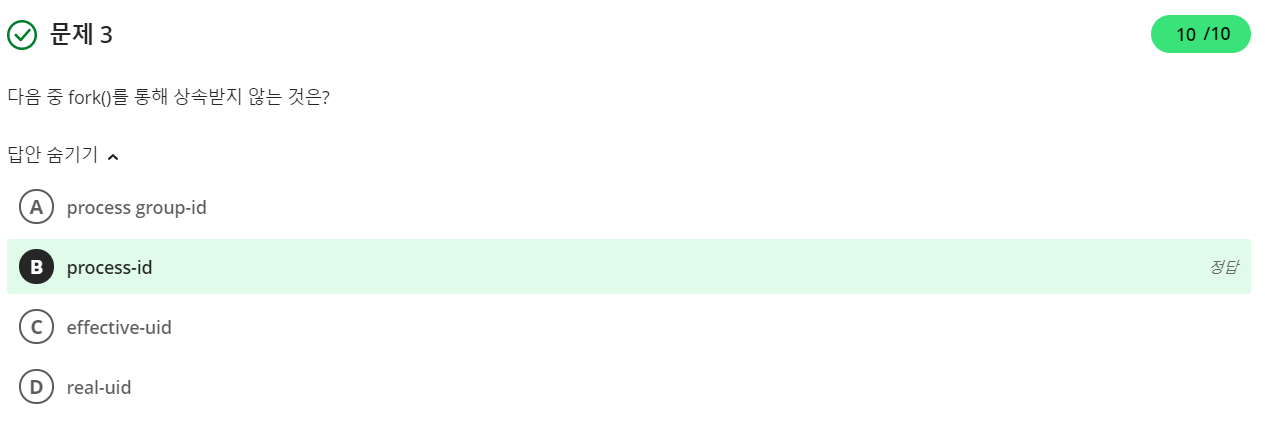 문제 3
10 /10
다음 중 fork()를 통해 상속받지 않는 것은?
답안 숨기기
A process group-id
B process-id 정답
C effective-uid
D real-uid